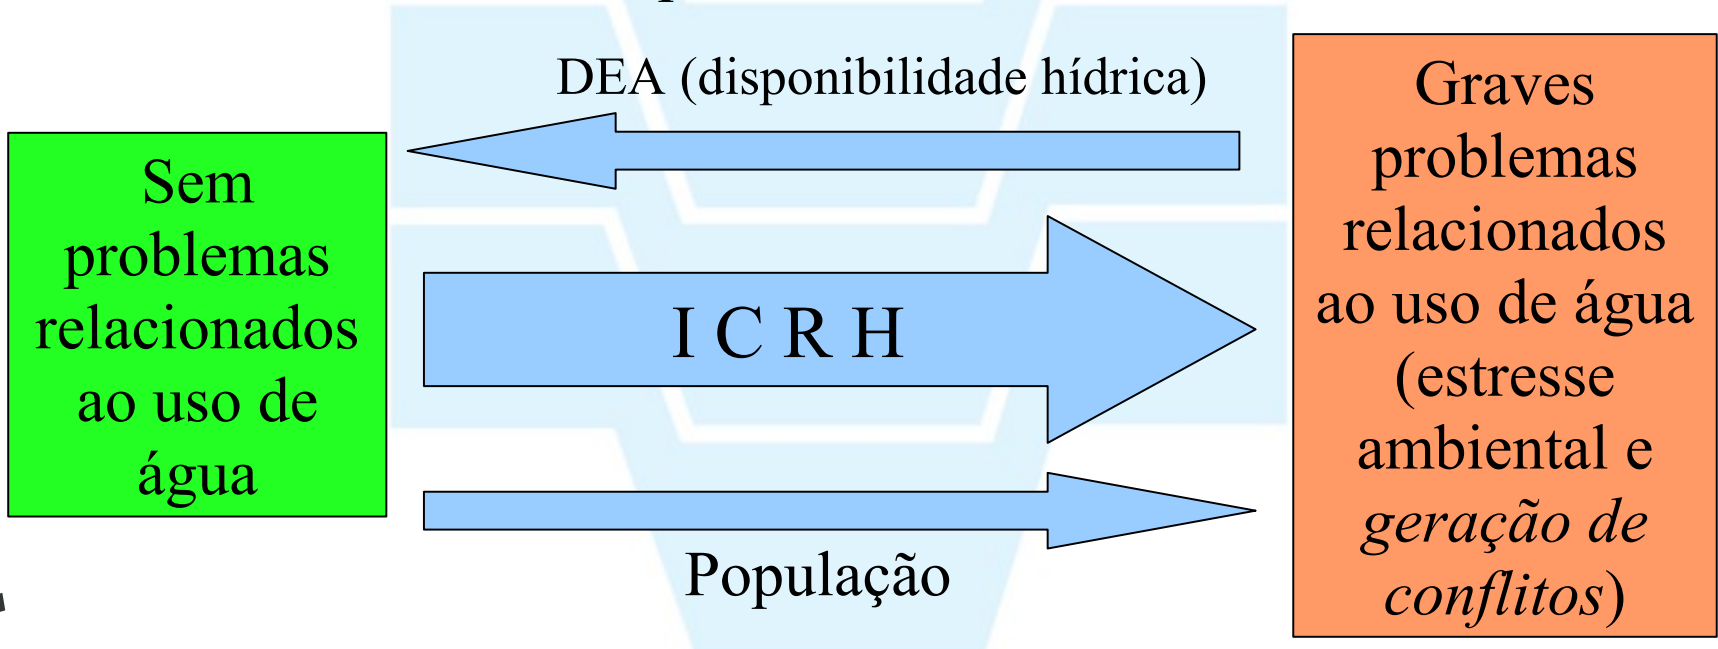 DEA (disponibilidade hídrica)
Sem
problemas
relacionados
ao uso de
água
I C R H
População
Graves
problemas
relacionados
ao uso de água
(estresse
ambiental e
geração de
conflitos)